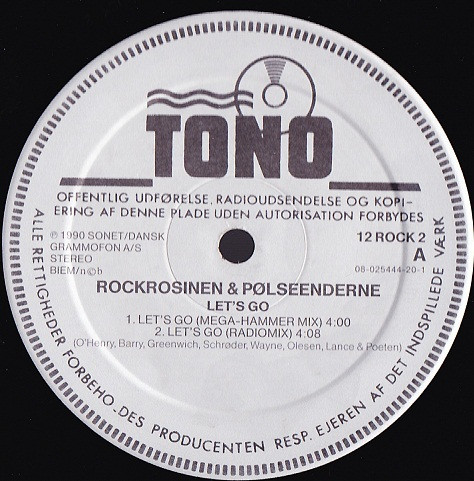 TONO
OFFENTLIG UDFØRELSE, RADIOUDSENDELSE OG KOPI-
ERING AF DENNE PLADE UDEN AUTORISATION FORBYDES
℗ 1990 SONET/DANSK
GRAMMOFON A/S
STEREO
BIEM/n©b
12 ROCK 2
A
08-025444-20-1
ROCKROSINEN & PØLSEENDERNE
LET'S GO
1. LET'S GO (MEGA-HAMMER MIX) 4:00
2. LET'S GO (RADIOMIX) 4:08
(O'Henry, Barry, Greenwich, Schrøder, Wayne, Olesen, Lance & Poeten)
ALLE RETTIGHEDER FORBEHO. DES PRODUCENTEN RESP. EJEREN AF DET INDSPILLEDE VÆRK